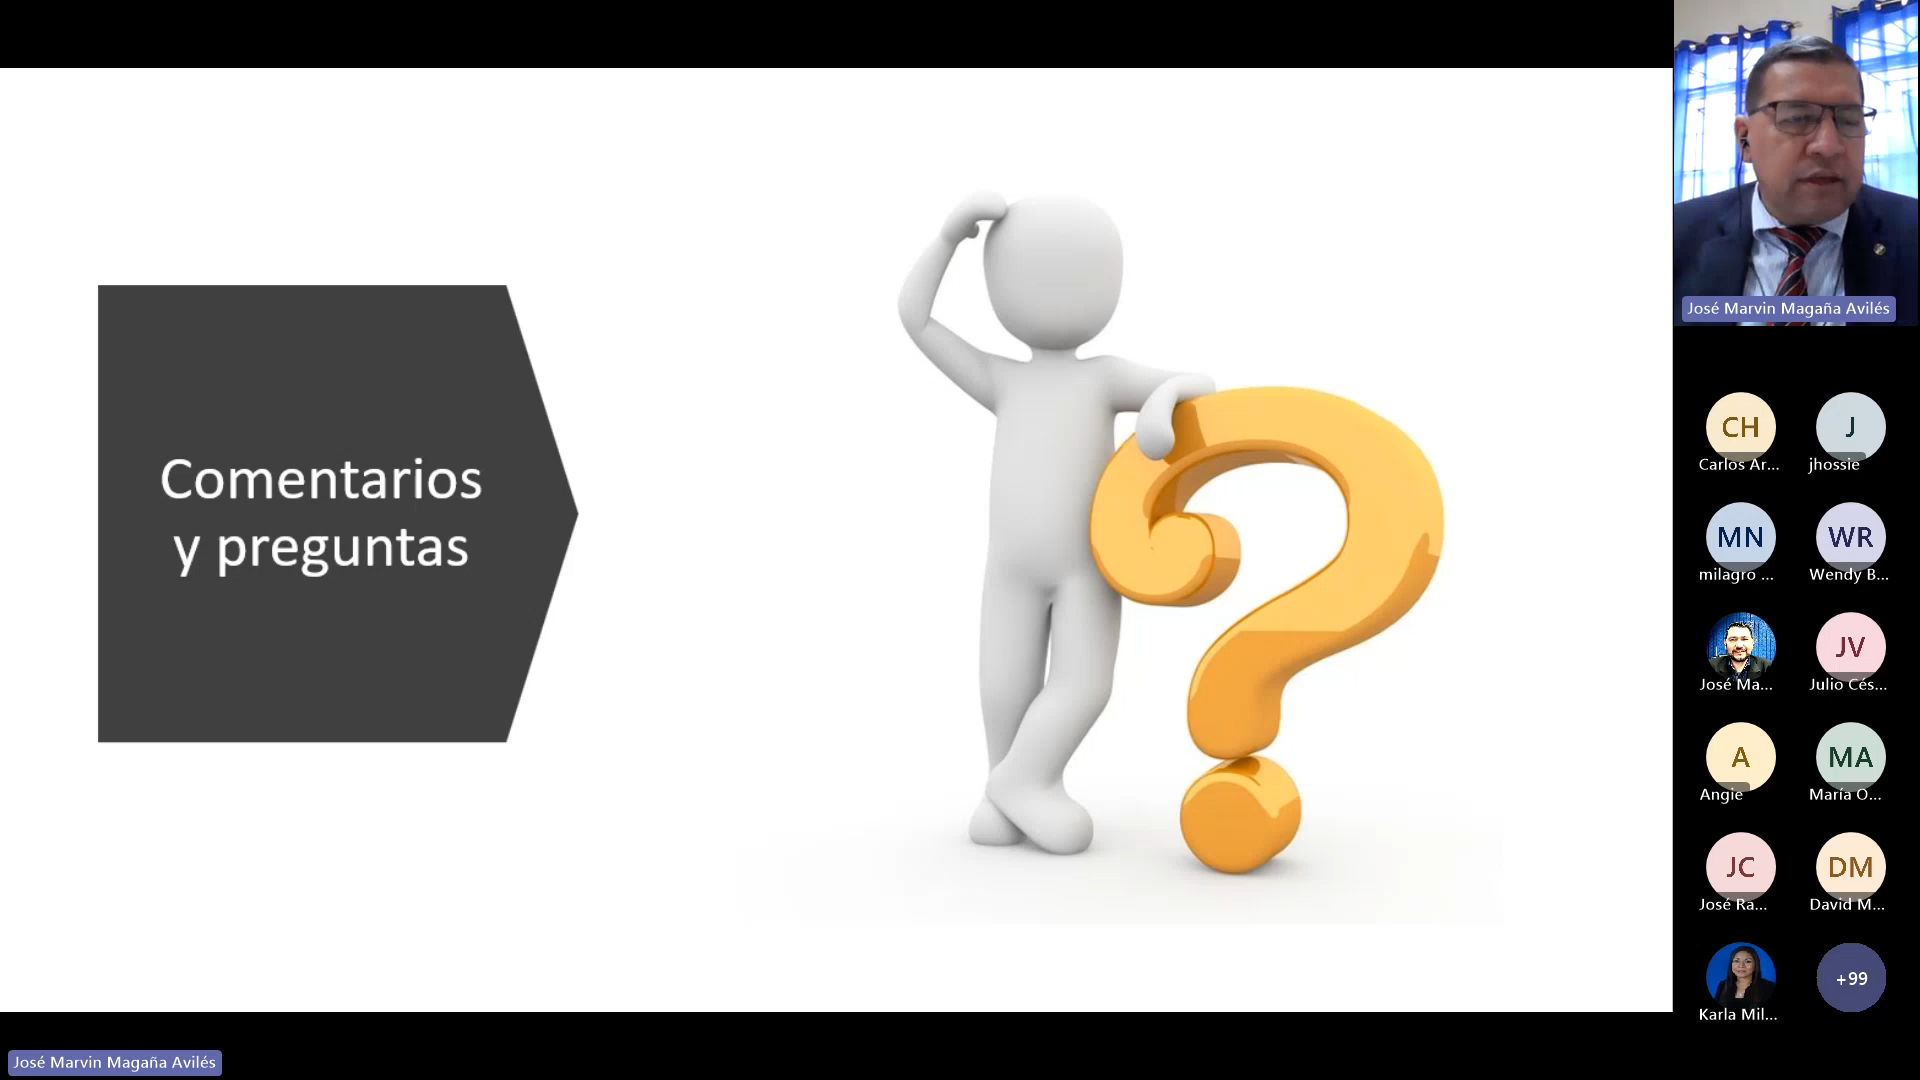 Comentarios
y preguntas
José Marvin Magaña Avilés
CH
Carlos Ar...
J
jhossie
MN
milagro ...
WR
Wendy B...
José Ma...
JV
Julio Cés...
A
Angie
MA
María O...
JC
José Ra...
DM
David M...
Karla Mil...
+99
José Marvin Magaña Avilés